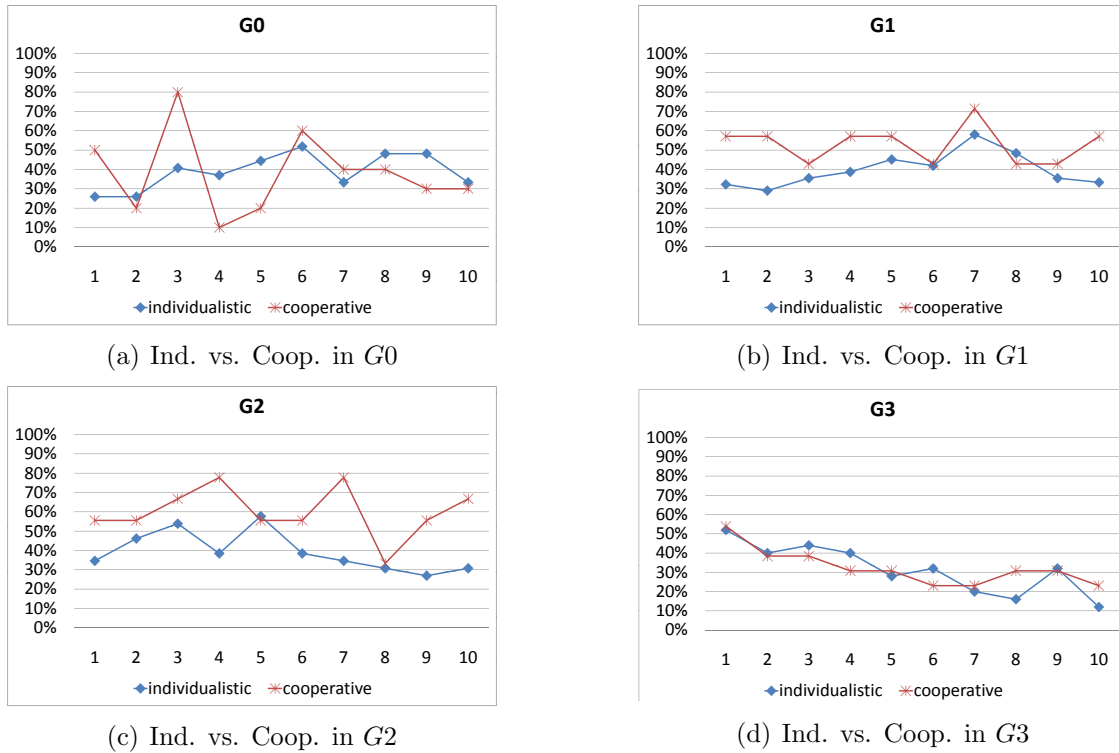 G0
100%
90%
80%
70%
60%
50%
40%
30%
20%
10%
0%
1 2 3 4 5 6 7 8 9 10
individualistic cooperative
(a) Ind. vs. Coop. in G0
G1
100%
90%
80%
70%
60%
50%
40%
30%
20%
10%
0%
1 2 3 4 5 6 7 8 9 10
individualistic cooperative
(b) Ind. vs. Coop. in G1
G2
100%
90%
80%
70%
60%
50%
40%
30%
20%
10%
0%
1 2 3 4 5 6 7 8 9 10
individualistic cooperative
(c) Ind. vs. Coop. in G2
G3
100%
90%
80%
70%
60%
50%
40%
30%
20%
10%
0%
1 2 3 4 5 6 7 8 9 10
individualistic cooperative
(d) Ind. vs. Coop. in G3